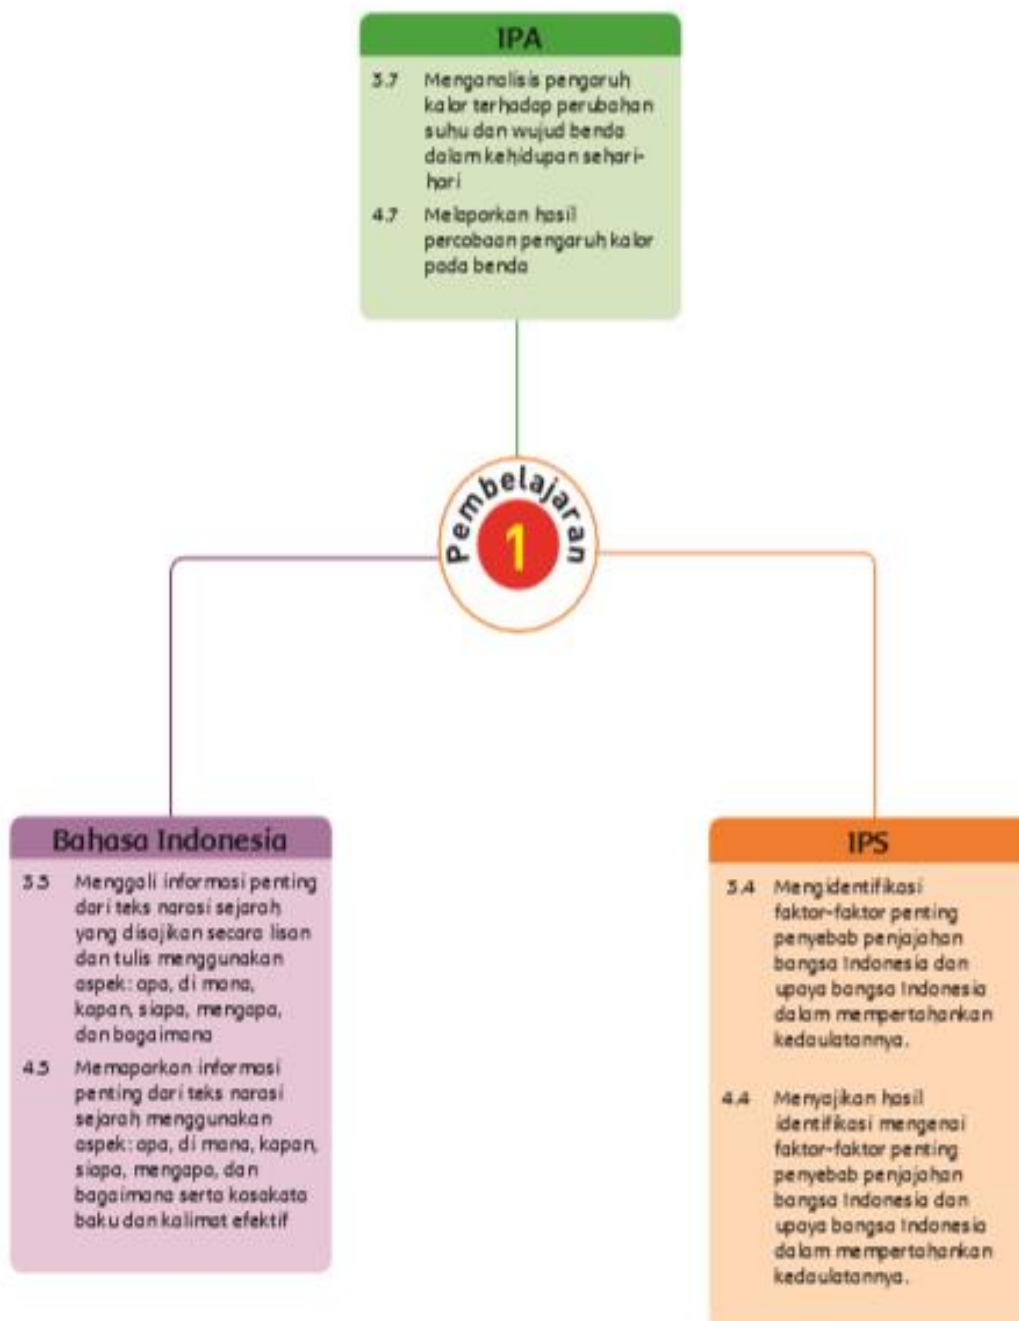 IPA
3.7 Menganalisis pengaruh
kalor terhadap perubahan
suhu dan wujud benda
dalam kehidupan sehari-
hari
4.7 Melaporkan hasil
percobaan pengaruh kalor
pada benda
Pembelajaran
1
Bahasa Indonesia
3.5 Menggali informasi penting
dari teks narasi sejarah
yang disajikan secara lisan
dan tulis menggunakan
aspek: apa, di mana,
kapan, siapa, mengapa,
dan bagaimana
4.5 Memaparkan informasi
penting dari teks narasi
sejarah menggunakan
aspek: apa, di mana, kapan,
siapa, mengapa, dan
bagaimana serta kosakata
baku dan kalimat efektif
IPS
3.4 Mengidentifikasi
faktor-faktor penting
penyebab penjajahan
bangsa Indonesia dan
upaya bangsa Indonesia
dalam mempertahankan
kedaulatannya.
4.4 Menyajikan hasil
identifikasi mengenai
faktor-faktor penting
penyebab penjajahan
bangsa Indonesia dan
upaya bangsa Indonesia
dalam mempertahankan
kedaulatannya.